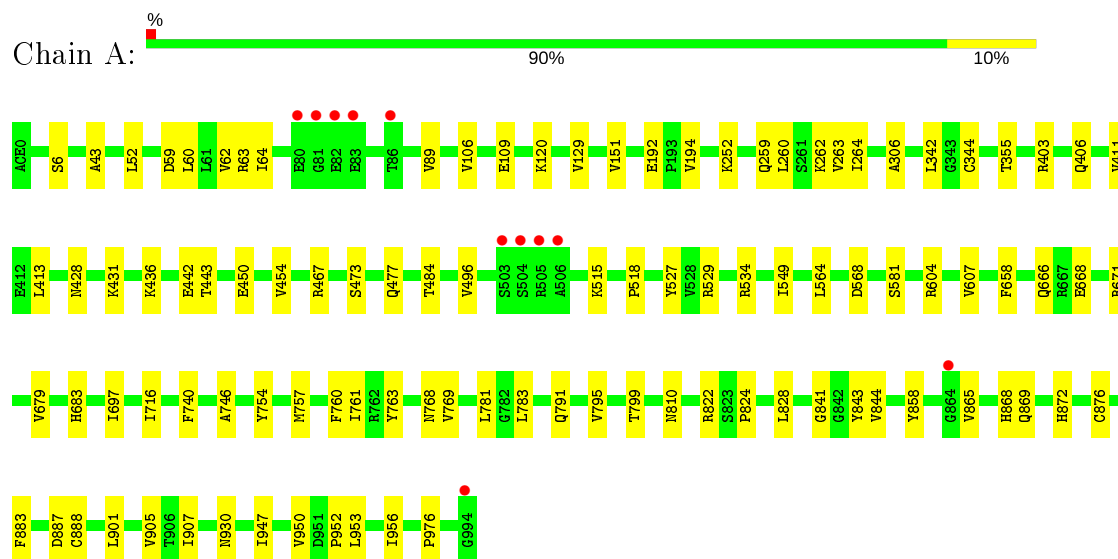 %
Chain A:
90%
10%
ACE0 S6 A43 L52 D59 L60 L61 V62 R63 I64 E80 G81 E82 E83 T86 V89 V106 E109 K120 V129 V151 E192 P193 V194 K252 Q259 L260 S261 K262 V263 I264 A306 L342 G343 C344 T355 R403 Q406 V411
E412 L413 N428 K431 K436 E442 T443 E450 V454 R467 S473 Q477 T484 V496 S503 S504 R505 A506 K515 P518 Y527 V528 R529 R534 I549 L564 D568 S581 R604 V607 F658 Q666 R667 E668
V679 H683 I697 I716 F740 A746 Y754 M757 F760 I761 R762 Y763 N768 V769 L781 G782 L783 Q791 V795 T799 N810 R822 S823 P824 L828 G841 G842 Y843 V844 Y858 G864 V865 H868 Q869 H872 C876
F883 D887 C888 L901 V905 T906 I907 N930 I947 V950 D951 P952 L953 I956 P976 G994